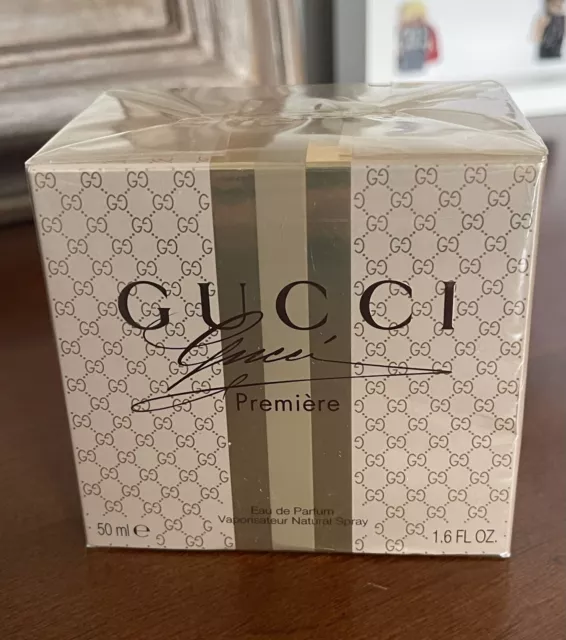 GUCCI
Gucci
Première
Eau de Parfum
Vaporisateur Natural Spray
50 ml ℮
1.6 FL OZ.